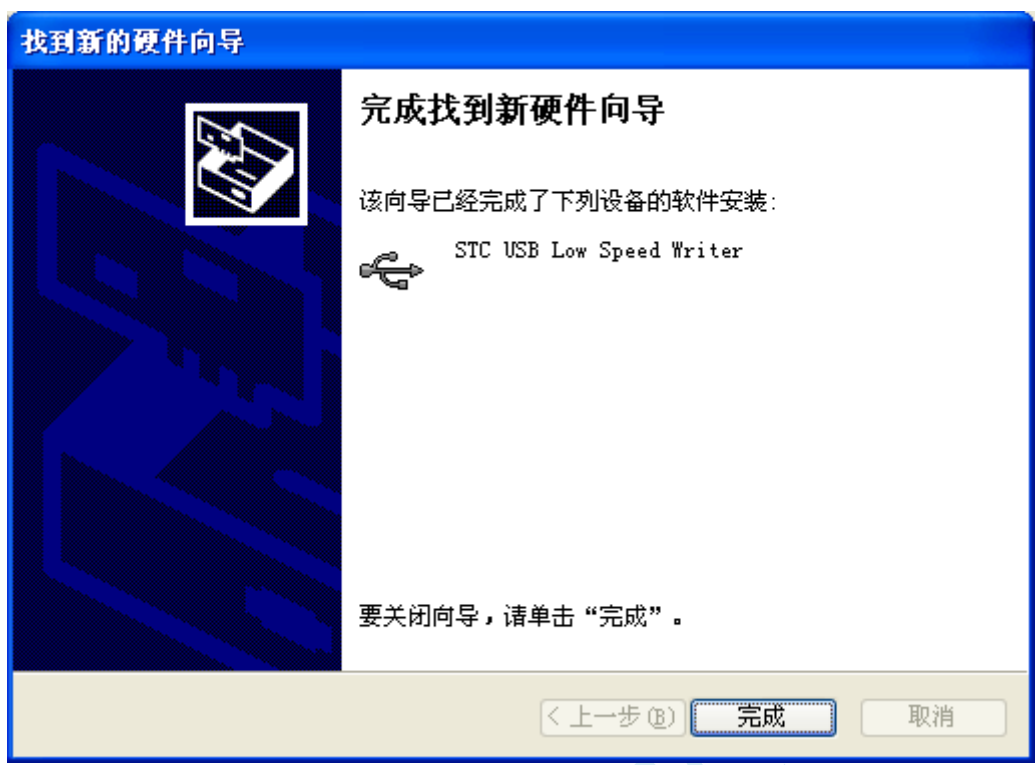 找到新的硬件向导
完成找到新硬件向导
该向导已经完成了下列设备的软件安装:
STC USB Low Speed Writer
要关闭向导，请单击“完成”。
< 上一步(B)
完成
取消